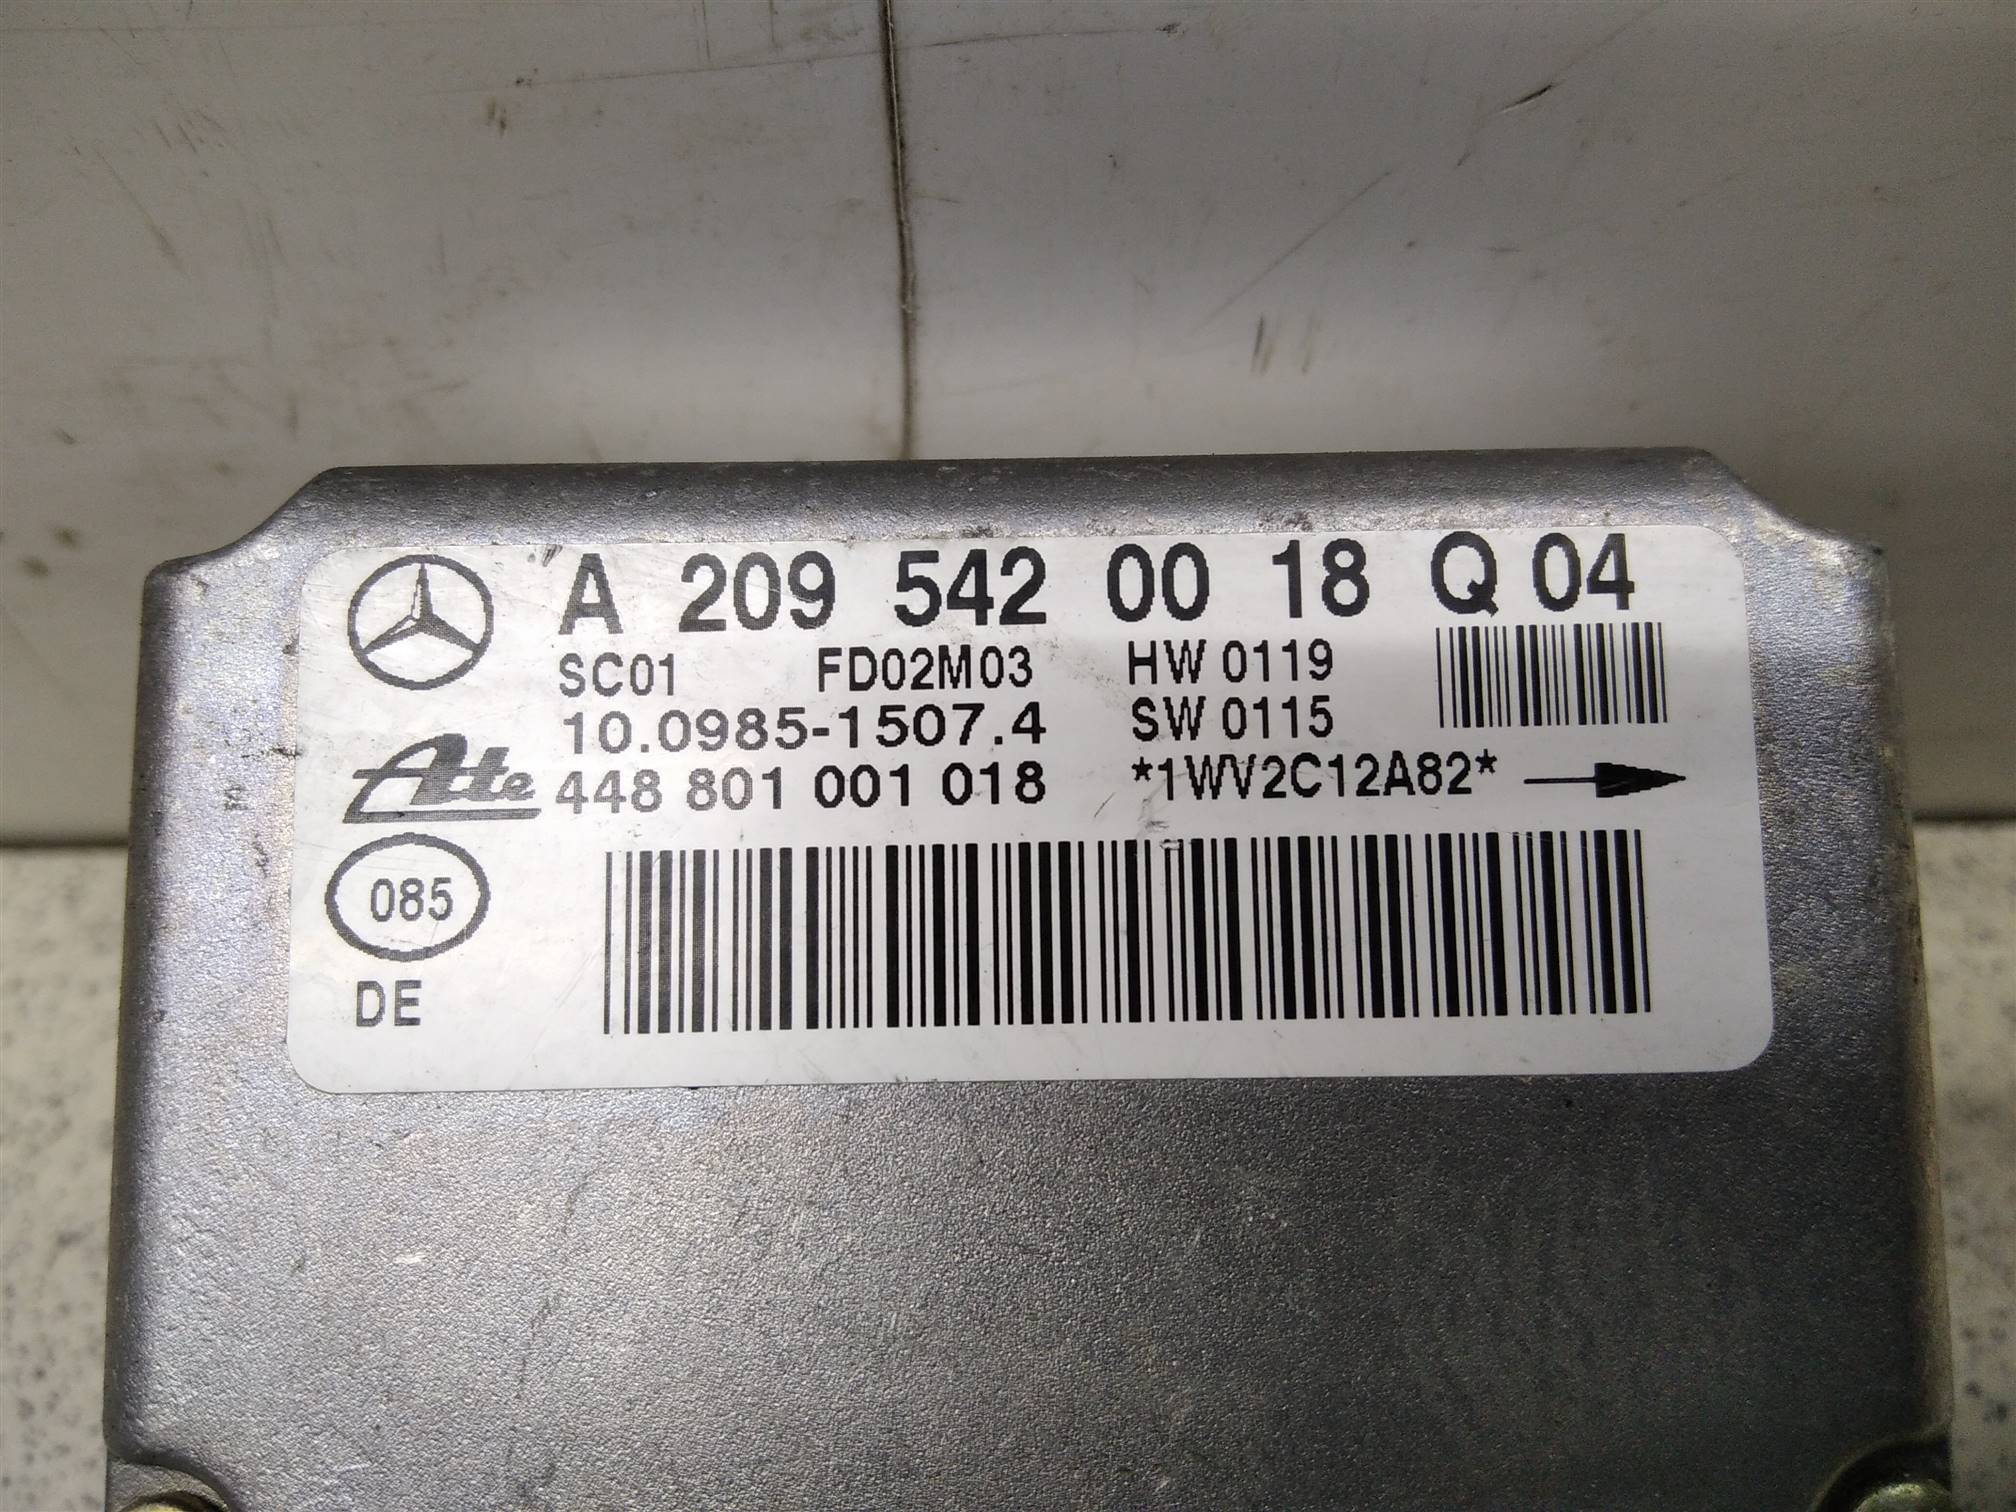 A 209 542 00 18 Q 04
SC01 FD02M03 HW 0119
10.0985-1507.4 SW 0115
Ate 448 801 001 018 *1WV2C12A82*
085
DE